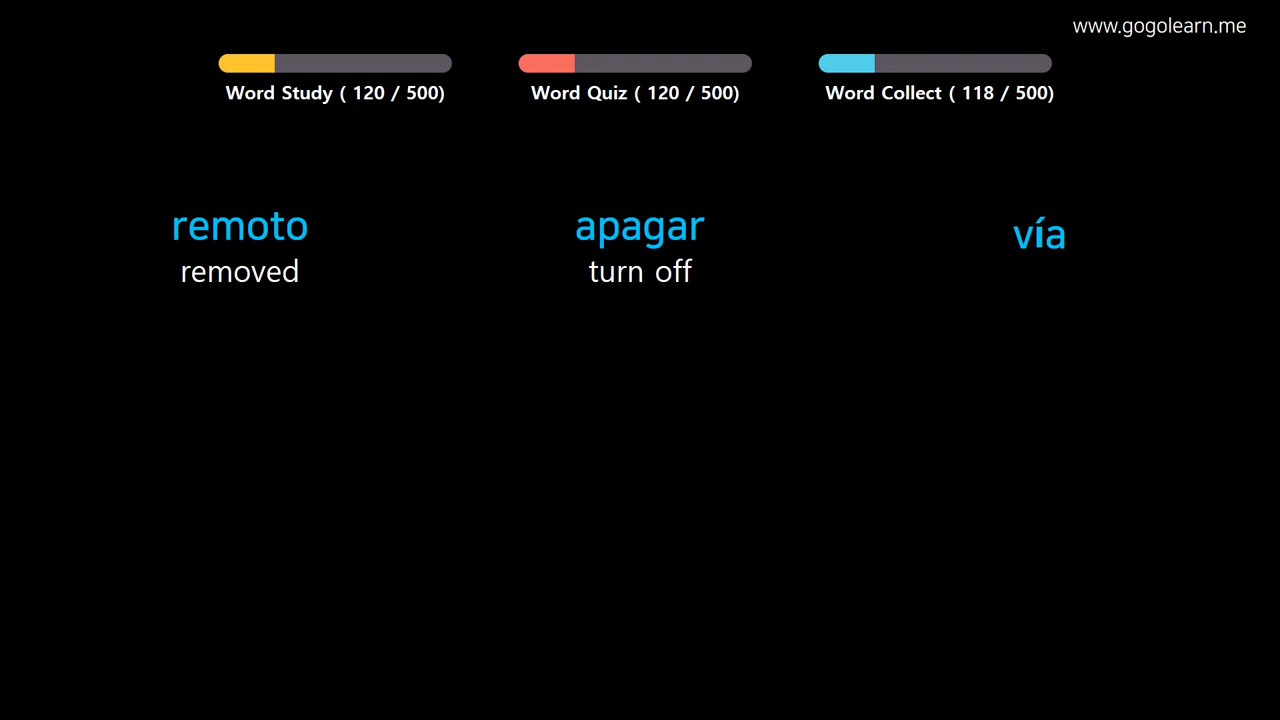 www.gogolearn.me
Word Study ( 120 / 500)
Word Quiz ( 120 / 500)
Word Collect ( 118 / 500)
remoto
removed
apagar
turn off
vía